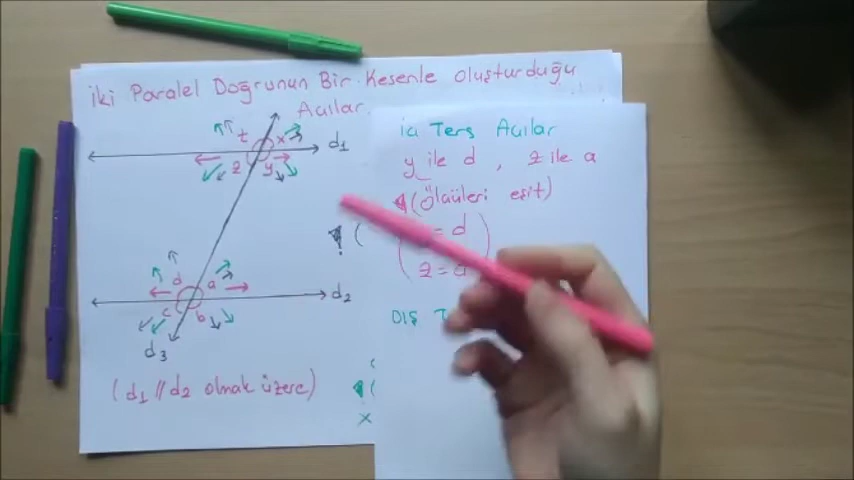 iki Paralel Doğrunun Bir Kesenle oluşturduğu
Açılar
t
x
d1
z
y
d
a
d2
c
b
d3
(d1 // d2 olmak üzere)
iç Ters Açılar
y ile d , z ile a
(ölçüleri eşit)
= d
z = a
DIŞ
x